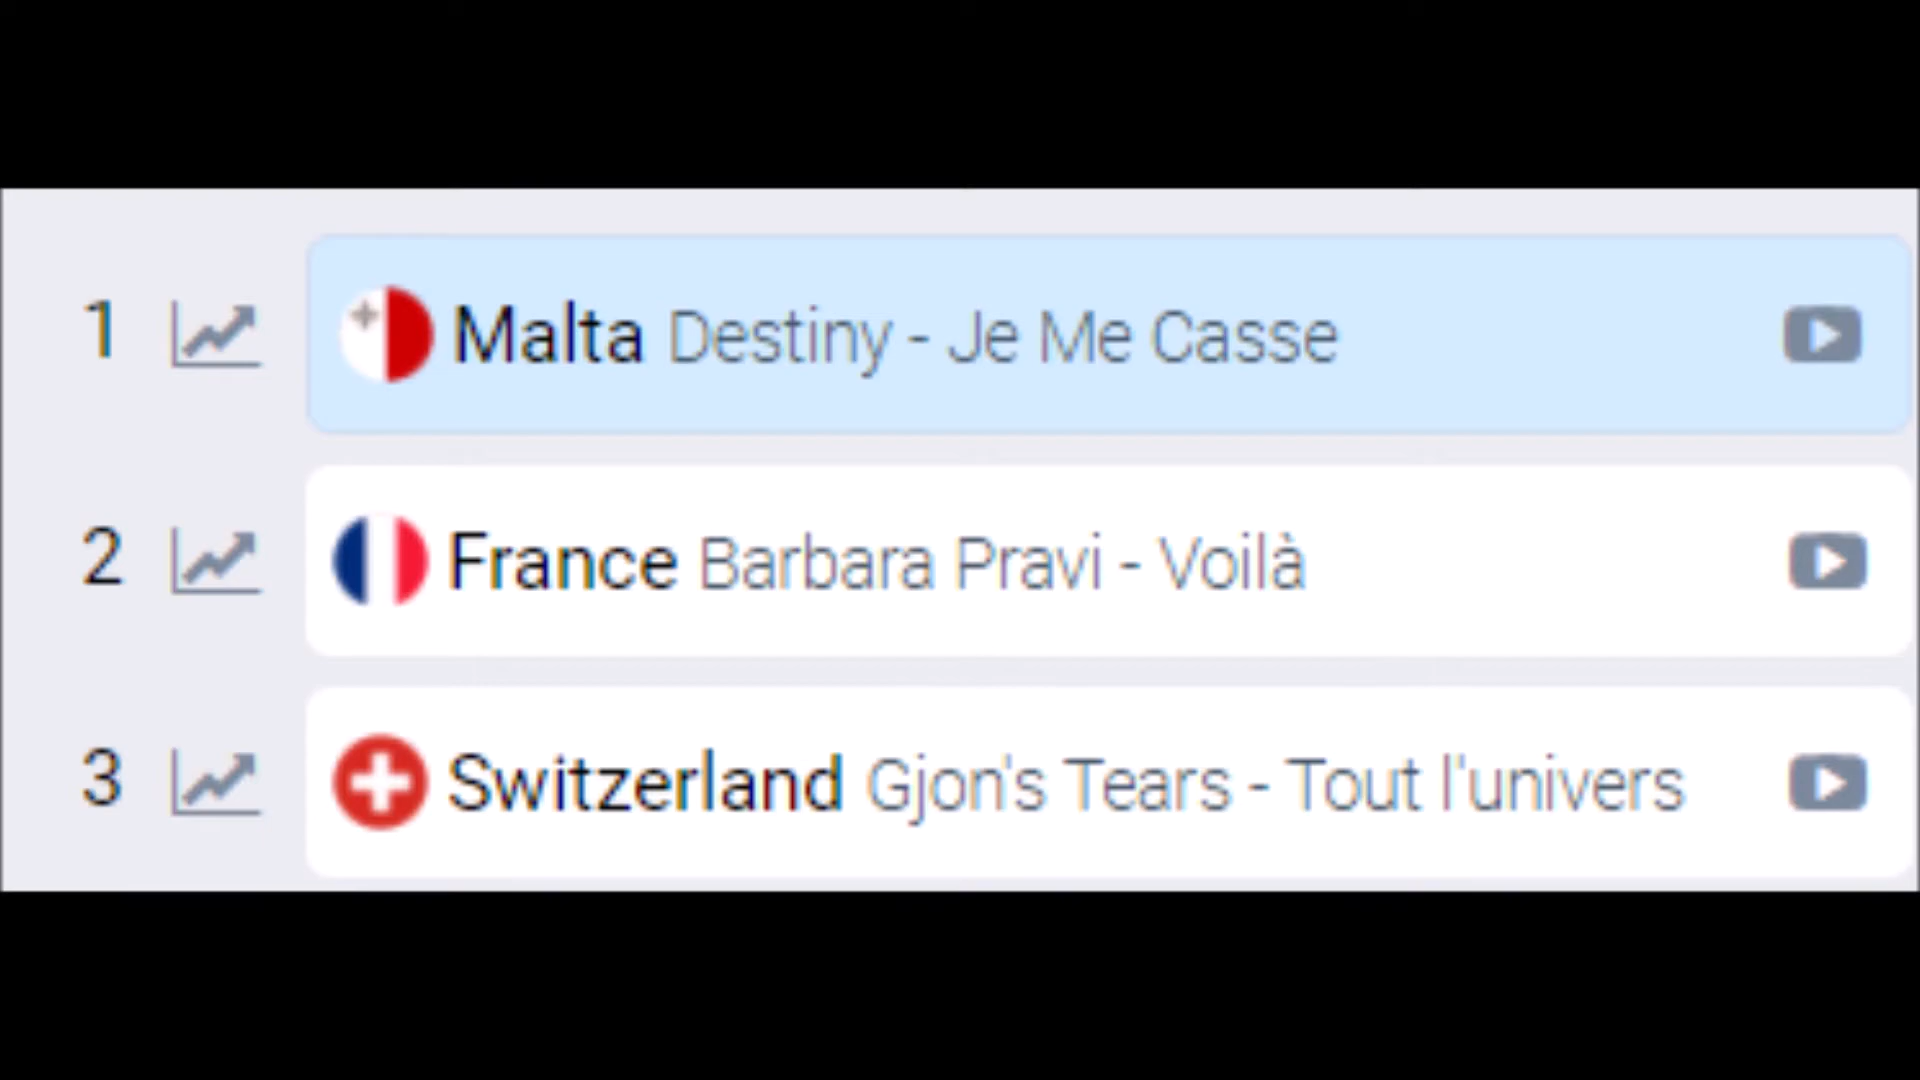 1 Malta Destiny - Je Me Casse
2 France Barbara Pravi - Voilà
3 Switzerland Gjon's Tears - Tout l'univers